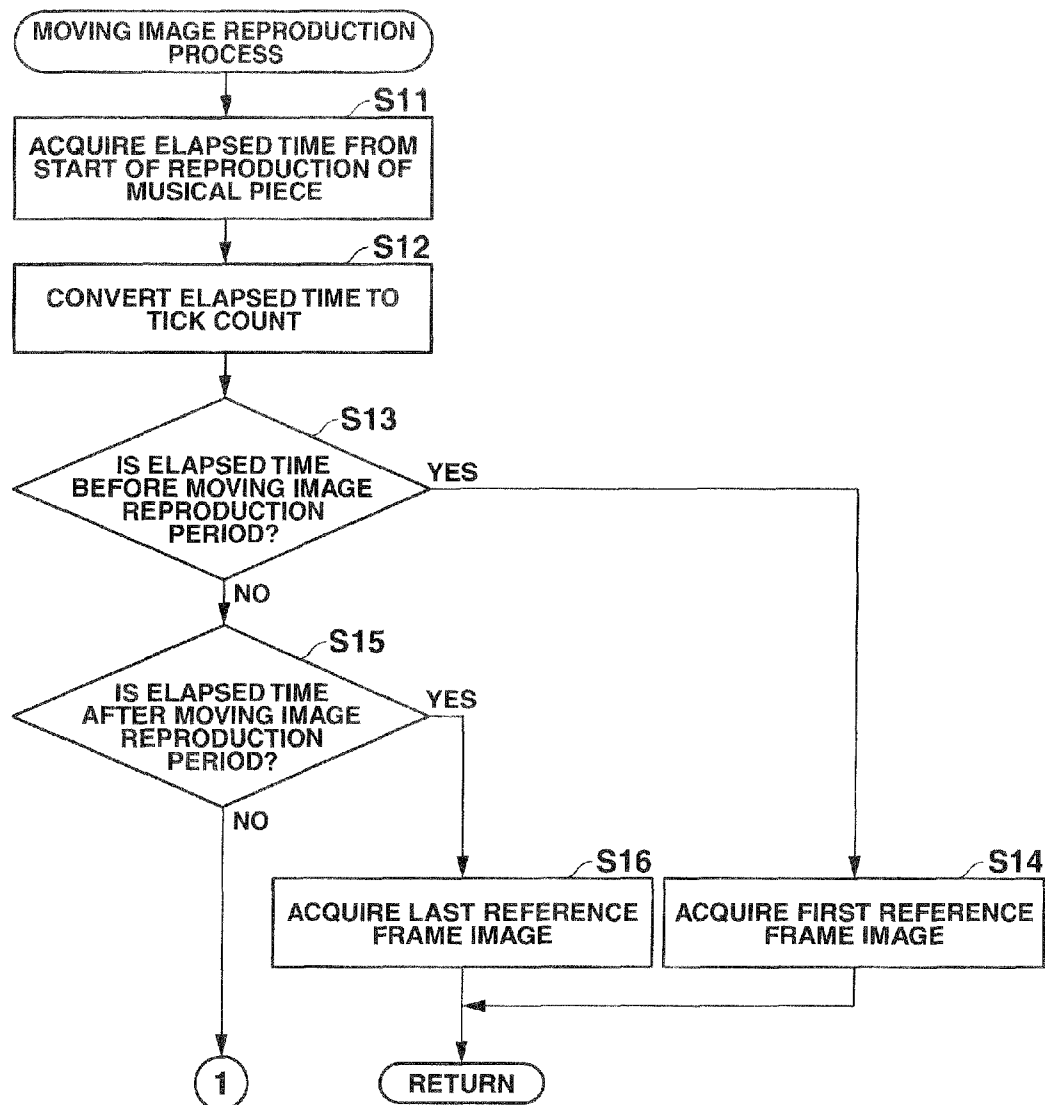 MOVING IMAGE REPRODUCTION
PROCESS
S11
ACQUIRE ELAPSED TIME FROM
START OF REPRODUCTION OF
MUSICAL PIECE
S12
CONVERT ELAPSED TIME TO
TICK COUNT
S13
IS ELAPSED TIME
BEFORE MOVING IMAGE
REPRODUCTION
PERIOD?
YES
NO
S15
IS ELAPSED TIME
AFTER MOVING IMAGE
REPRODUCTION
PERIOD?
YES
NO
S16
ACQUIRE LAST REFERENCE
FRAME IMAGE
S14
ACQUIRE FIRST REFERENCE
FRAME IMAGE
1
RETURN